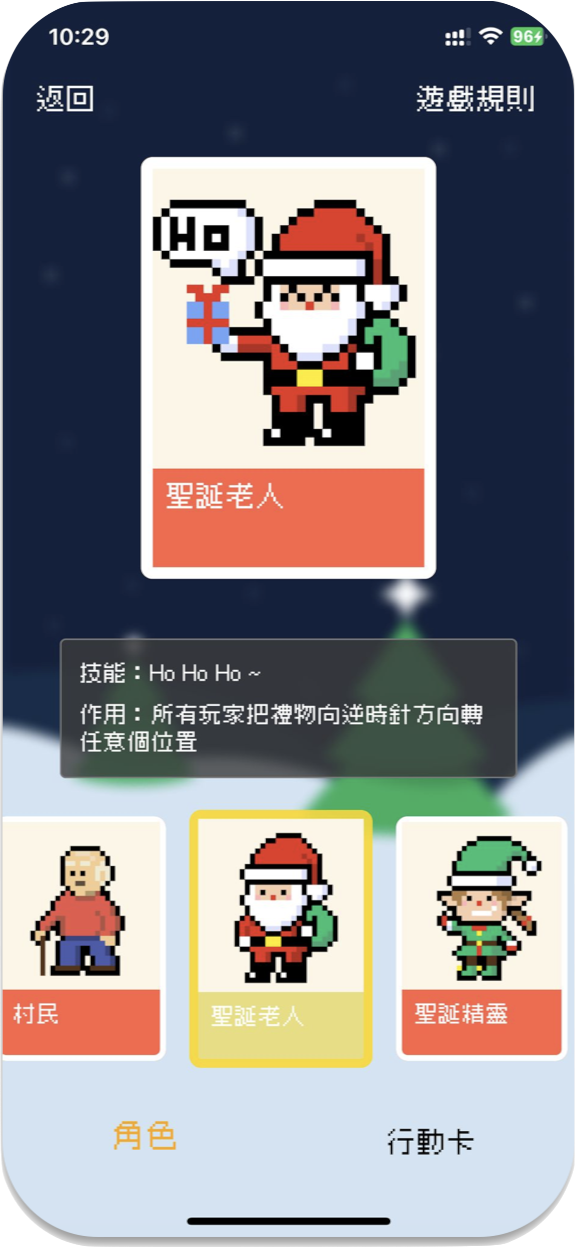 10:29
96
返回
遊戲規則
Ho
聖誕老人
技能：Ho Ho Ho ~
作用：所有玩家把禮物向逆時針方向轉
任意個位置
村民
聖誕老人
聖誕精靈
角色
行動卡